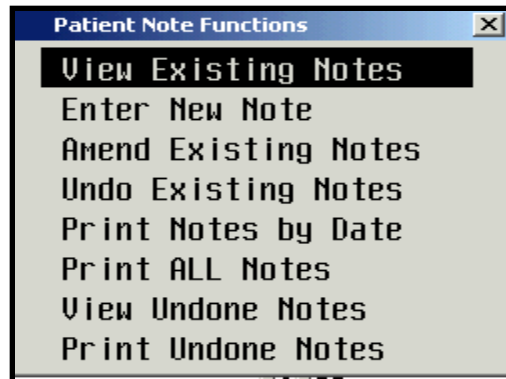 Patient Note Functions
View Existing Notes
Enter New Note
Amend Existing Notes
Undo Existing Notes
Print Notes by Date
Print ALL Notes
View Undone Notes
Print Undone Notes